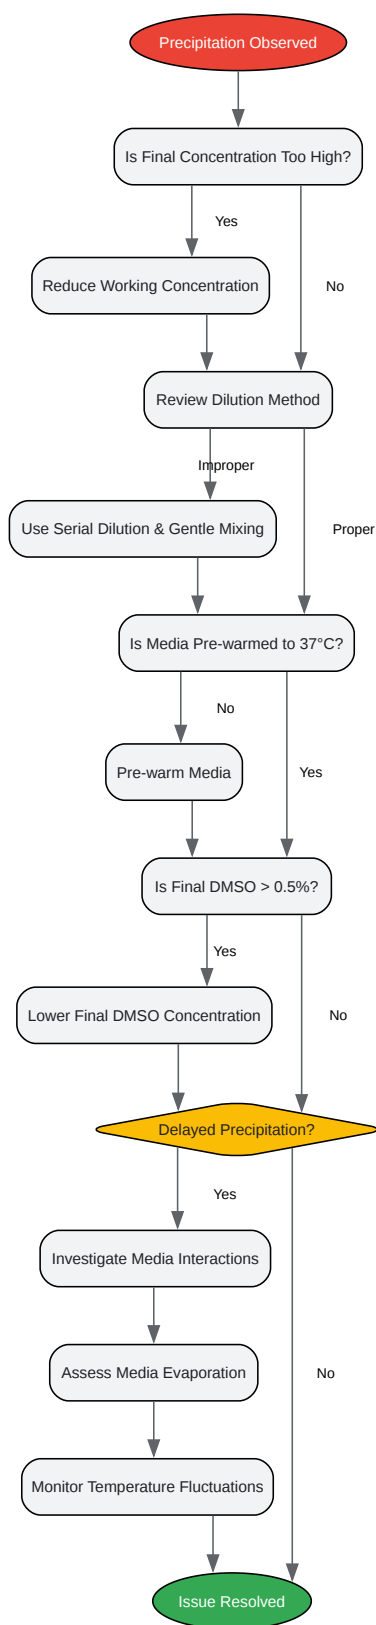 Precipitation Observed
Is Final Concentration Too High?
Yes
Reduce Working Concentration
No
Review Dilution Method
Improper
Use Serial Dilution & Gentle Mixing
Proper
Is Media Pre-warmed to 37°C?
No
Pre-warm Media
Yes
Is Final DMSO > 0.5%?
Yes
Lower Final DMSO Concentration
No
Delayed Precipitation?
Yes
Investigate Media Interactions
Assess Media Evaporation
No
Monitor Temperature Fluctuations
Issue Resolved